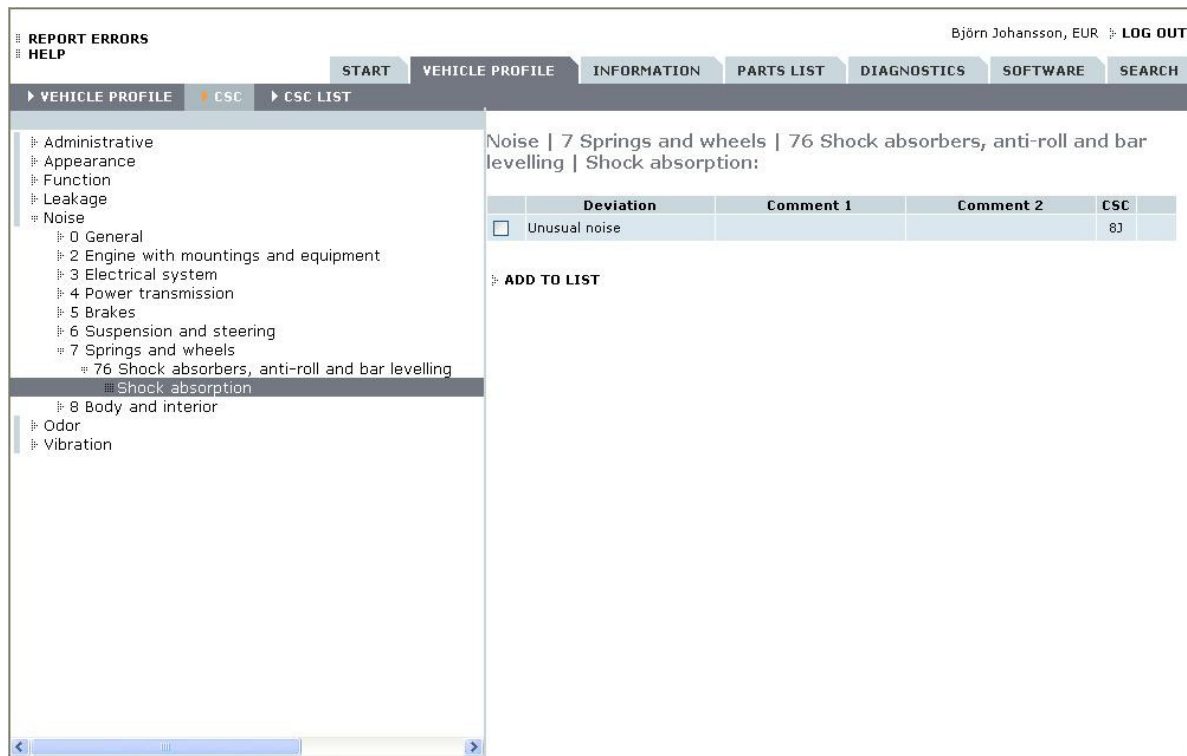 REPORT ERRORS
HELP
Björn Johansson, EUR LOG OUT
START VEHICLE PROFILE INFORMATION PARTS LIST DIAGNOSTICS SOFTWARE SEARCH
VEHICLE PROFILE CSC CSC LIST
Administrative
Appearance
Function
Leakage
Noise
0 General
2 Engine with mountings and equipment
3 Electrical system
4 Power transmission
5 Brakes
6 Suspension and steering
7 Springs and wheels
76 Shock absorbers, anti-roll and bar levelling
Shock absorption
8 Body and interior
Odor
Vibration
Noise | 7 Springs and wheels | 76 Shock absorbers, anti-roll and bar
levelling | Shock absorption:
Deviation Comment 1 Comment 2 CSC
Unusual noise 8J
ADD TO LIST